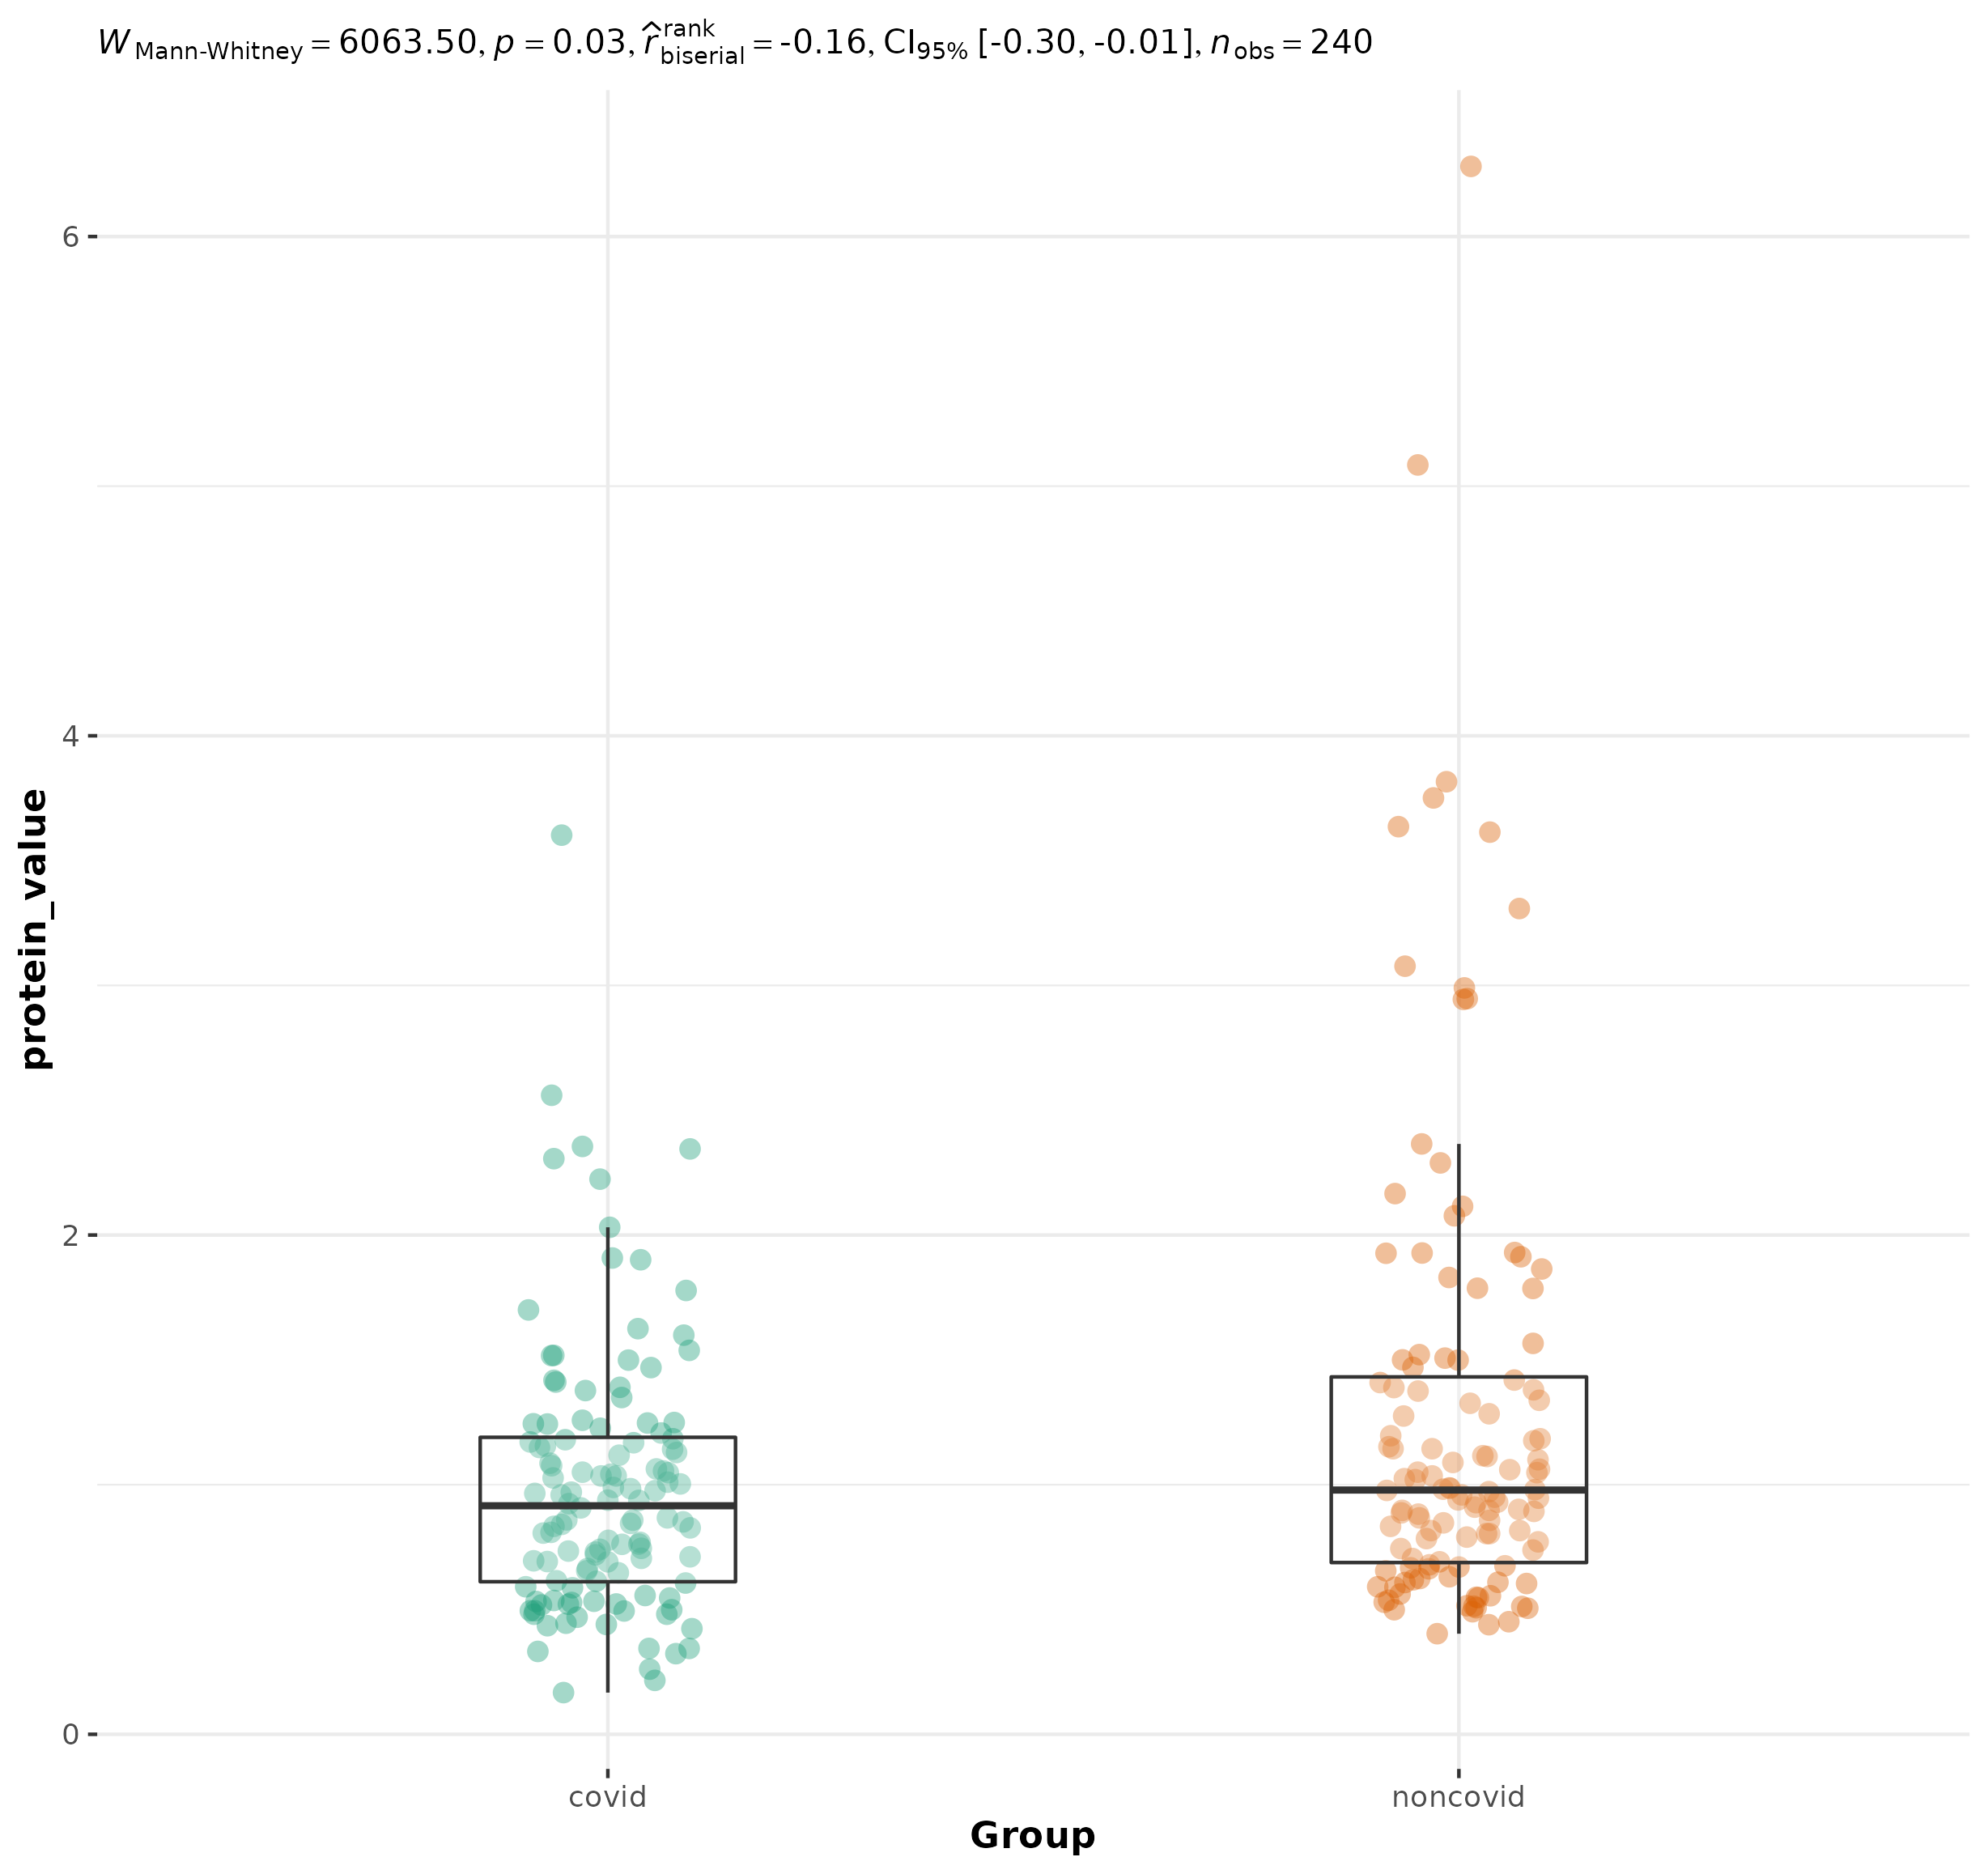 W Mann-Whitney = 6063.50, p = 0.03, r̂ rank biserial = -0.16, CI95% [-0.30, -0.01], nobs = 240
6
4
2
0
protein_value
covid noncovid
Group